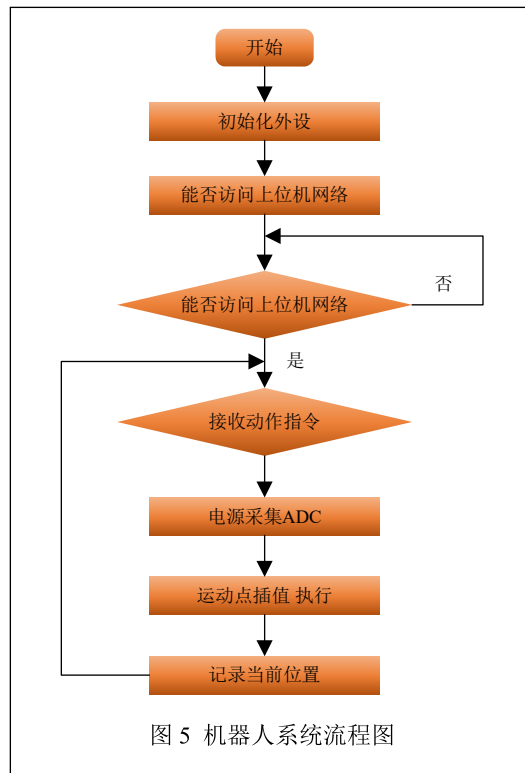 开始
初始化外设
能否访问上位机网络
能否访问上位机网络
否
是
接收动作指令
电源采集ADC
运动点插值 执行
记录当前位置
图 5 机器人系统流程图